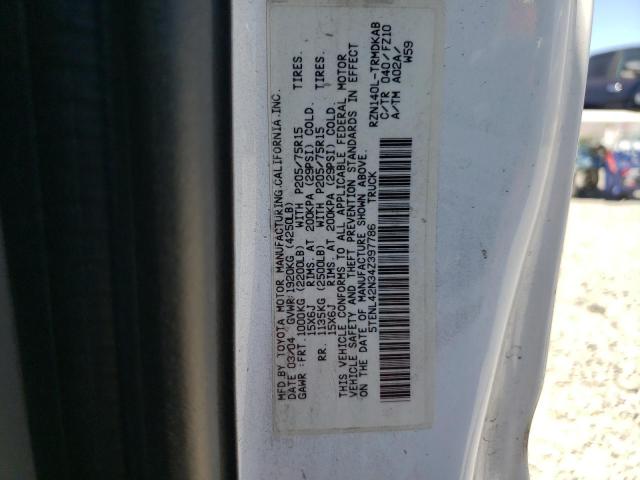 MFD.BY TOYOTA MOTOR MANUFACTURING,CALIFORNIA.INC.
DATE 03/04 GVWR: 1920KG (4250LB)
GAWR :FRT.1000KG (2200LB) WITH P205/75R15 TIRES.
15X6J RIMS. AT 200KPA (29PSI) COLD.
RR. 1135KG (2500LB) WITH P205/75R15 TIRES.
15X6J RIMS. AT 200KPA (29PSI) COLD.
THIS VEHICLE CONFORMS TO ALL APPLICABLE FEDERAL MOTOR
VEHICLE SAFETY AND THEFT PREVENTION STANDARDS IN EFFECT
ON THE DATE OF MANUFACTURE SHOWN ABOVE.
5TENL42N34Z397786 TRUCK
RZN140L-TRMDKAB
C/TR 040/FZ10
A/TM A02A/
W59